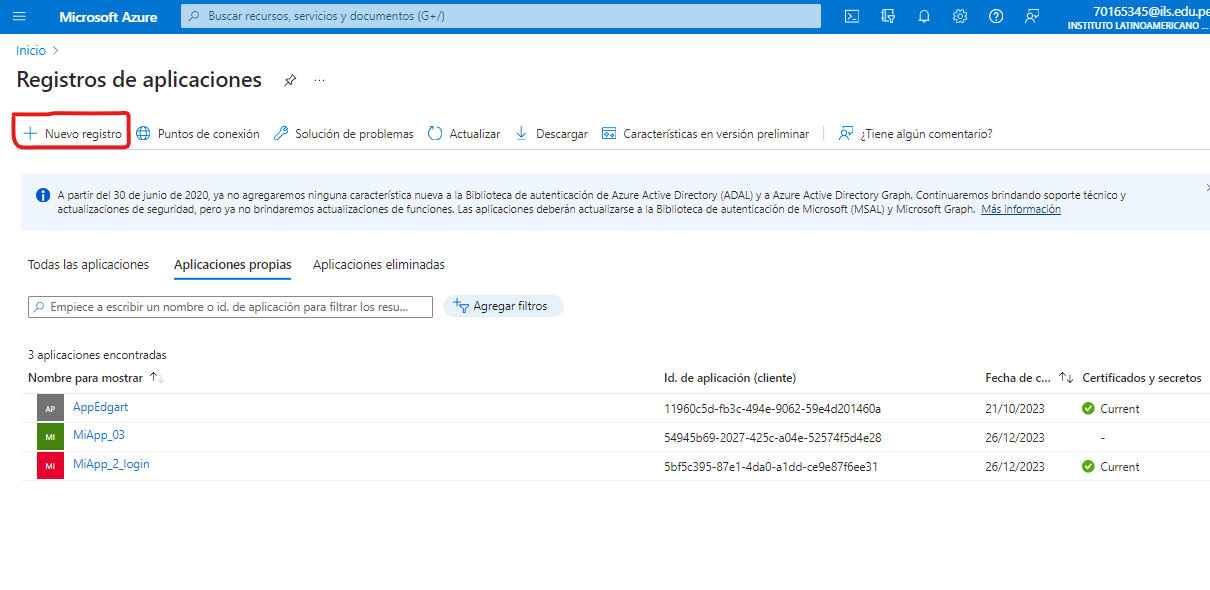 Microsoft Azure
Buscar recursos, servicios y documentos (G+/)
70165345@ils.edu.pe
INSTITUTO LATINOAMERICANO ...
Inicio
Registros de aplicaciones
...
Nuevo registro
Puntos de conexión
Solución de problemas
Actualizar
Descargar
Características en versión preliminar
¿Tiene algún comentario?
A partir del 30 de junio de 2020, ya no agregaremos ninguna característica nueva a la Biblioteca de autenticación de Azure Active Directory (ADAL) y a Azure Active Directory Graph. Continuaremos brindando soporte técnico y
actualizaciones de seguridad, pero ya no brindaremos actualizaciones de funciones. Las aplicaciones deberán actualizarse a la Biblioteca de autenticación de Microsoft (MSAL) y Microsoft Graph. Más información
Todas las aplicaciones
Aplicaciones propias
Aplicaciones eliminadas
Empiece a escribir un nombre o id. de aplicación para filtrar los resu...
Agregar filtros
3 aplicaciones encontradas
Nombre para mostrar
Id. de aplicación (cliente)
Fecha de c...
Certificados y secretos
AP AppEdgart 11960c5d-fb3c-494e-9062-59e4d201460a 21/10/2023 Current
MI MiApp_03 54945b69-2027-425c-a04e-52574f5d4e28 26/12/2023 -
MI MiApp_2_login 5bf5c395-87e1-4da0-a1dd-ce9e87f6ee31 26/12/2023 Current